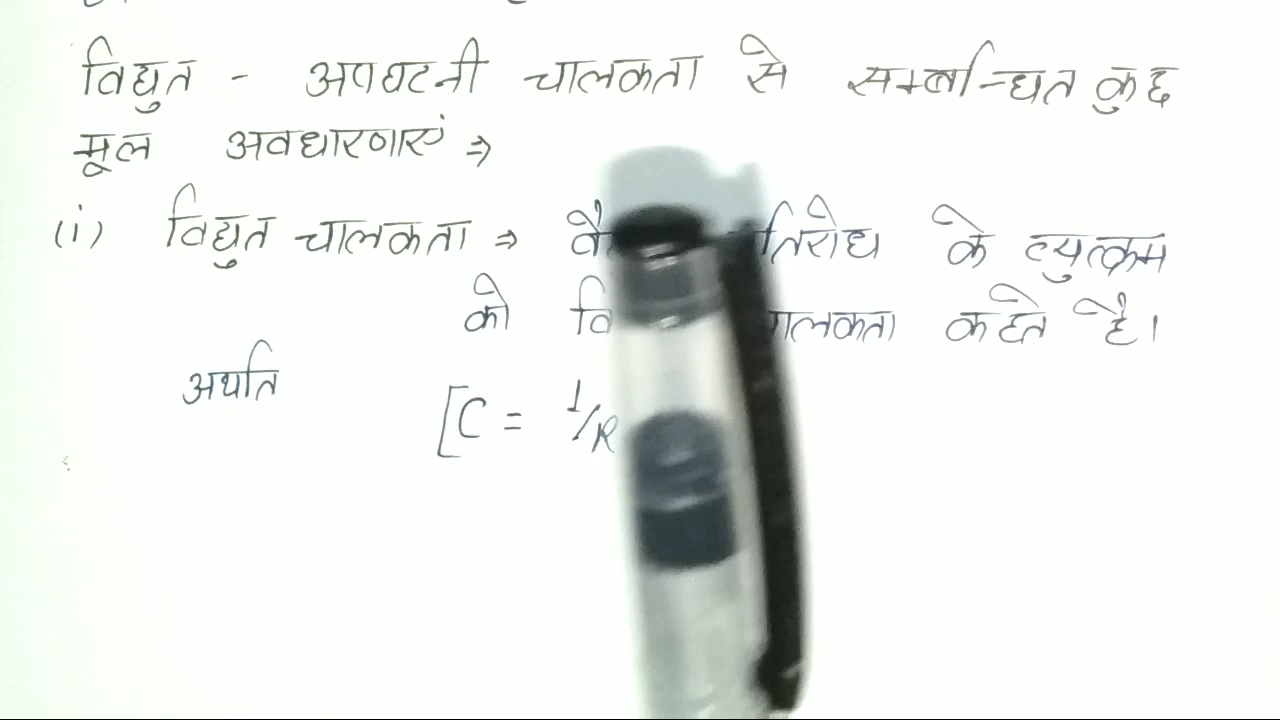 विद्युत - अपघटनी चालकता से सम्बन्धित कुछ
मूल अवधारणाएं ⇒
(i) विद्युत चालकता ⇒ के व्युत्क्रम
को कहते है।
अर्थात
[C = 1/R